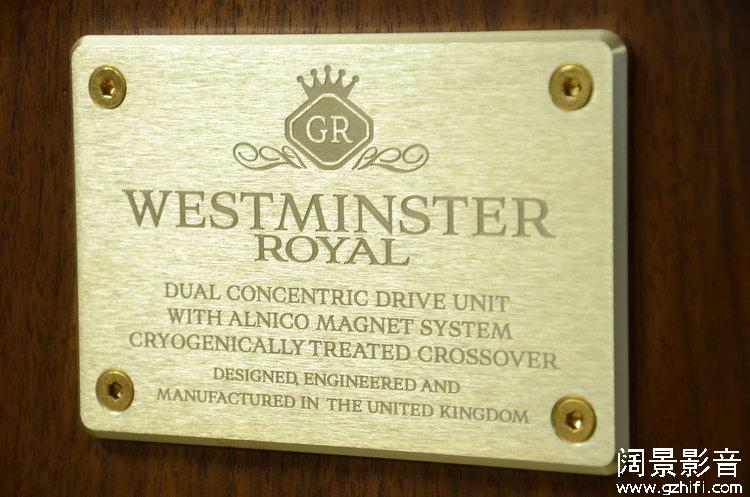 GR
WESTMINSTER
ROYAL
DUAL CONCENTRIC DRIVE UNIT
WITH ALNICO MAGNET SYSTEM
CRYOGENICALLY TREATED CROSSOVER
DESIGNED, ENGINEERED AND
MANUFACTURED IN THE UNITED KINGDOM
阔景影音
www.gzhifi.com